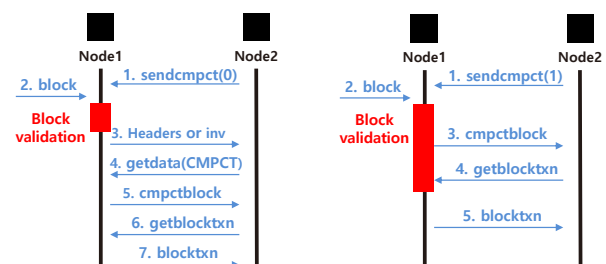 Node1
Node2
1. sendcmpct(0)
2. block
Block
validation
3. Headers or inv
4. getdata(CMPCT)
5. cmpctblock
6. getblocktxn
7. blocktxn
Node1
Node2
1. sendcmpct(1)
2. block
Block
validation
3. cmpctblock
4. getblocktxn
5. blocktxn